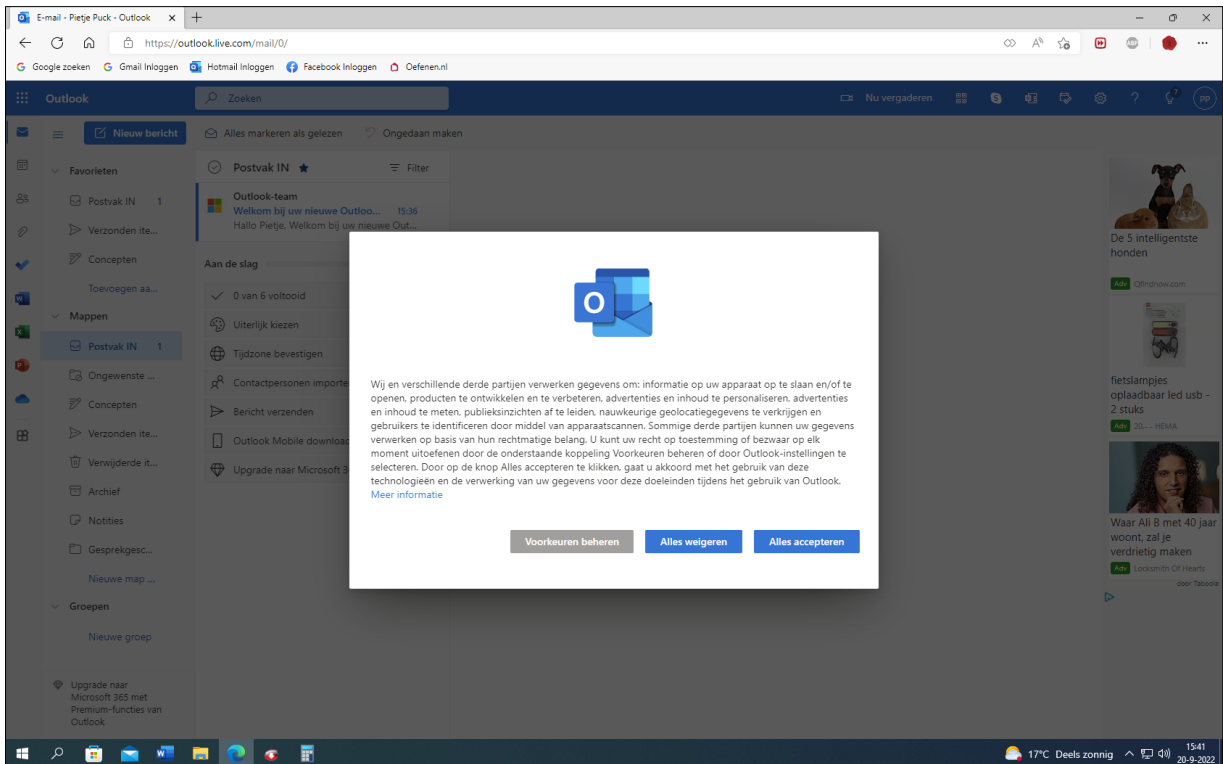 E-mail - Pietje Puck - Outlook
https://outlook.live.com/mail/0/
ABP
Google zoeken Gmail Inloggen Hotmail Inloggen Facebook Inloggen Oefenen.nl
Outlook
Zoeken
Nu vergaderen
7
PP
Nieuw bericht
Alles markeren als gelezen
Ongedaan maken
Favorieten
Postvak IN 1
Verzonden ite...
Concepten
Toevoegen aa...
Mappen
Postvak IN 1
Ongewenste ...
Concepten
Verzonden ite...
Verwijderde it...
Archief
Notities
Gesprekgesc...
Nieuwe map ...
Groepen
Nieuwe groep
Upgrade naar
Microsoft 365 met
Premium-functies van
Outlook
Postvak IN
Filter
Outlook-team
Welkom bij uw nieuwe Outloo... 15:36
Hallo Pietje, Welkom bij uw nieuwe Out...
Aan de slag
0 van 6 voltooid
Uiterlijk kiezen
Tijdzone bevestigen
Contactpersonen importe
Bericht verzenden
Outlook Mobile download
Upgrade naar Microsoft 3
O
Wij en verschillende derde partijen verwerken gegevens om: informatie op uw apparaat op te slaan en/of te
openen, producten te ontwikkelen en te verbeteren, advertenties en inhoud te personaliseren, advertenties
en inhoud te meten, publieksinzichten af te leiden, nauwkeurige geolocatiegegevens te verkrijgen en
gebruikers te identificeren door middel van apparaatscannen. Sommige derde partijen kunnen uw gegevens
verwerken op basis van hun rechtmatige belang. U kunt uw recht op toestemming of bezwaar op elk
moment uitoefenen door de onderstaande koppeling Voorkeuren beheren of door Outlook-instellingen te
selecteren. Door op de knop Alles accepteren te klikken, gaat u akkoord met het gebruik van deze
technologieën en de verwerking van uw gegevens voor deze doeleinden tijdens het gebruik van Outlook.
Meer informatie
Voorkeuren beheren
Alles weigeren
Alles accepteren
De 5 intelligentste
honden
Adv Qfindnow.com
fietslampjes
oplaadbaar led usb -
2 stuks
Adv 20.- - HEMA
Waar Ali B met 40 jaar
woont, zal je
verdrietig maken
Adv Locksmith Of Hearts
door Taboola
17°C Deels zonnig
15:41
20-9-2022